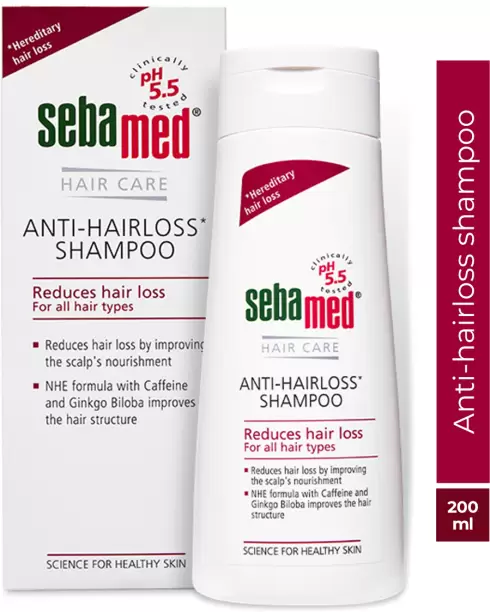 *Hereditary
hair loss
clinically
pH
5.5
tested
sebamed®
HAIR CARE
ANTI-HAIRLOSS*
SHAMPOO
Reduces hair loss
For all hair types
▪ Reduces hair loss by improving
the scalp's nourishment
▪ NHE formula with Caffeine
and Ginkgo Biloba improves
the hair structure
SCIENCE FOR HEALTHY SKIN
*Hereditary
hair loss
clinically
pH
5.5
tested
sebamed®
HAIR CARE
ANTI-HAIRLOSS*
SHAMPOO
Reduces hair loss
For all hair types
▪ Reduces hair loss by improving
the scalp's nourishment
▪ NHE formula with Caffeine and
Ginkgo Biloba improves the hair
structure
SCIENCE FOR HEALTHY SKIN
Anti-hairloss shampoo
200
ml